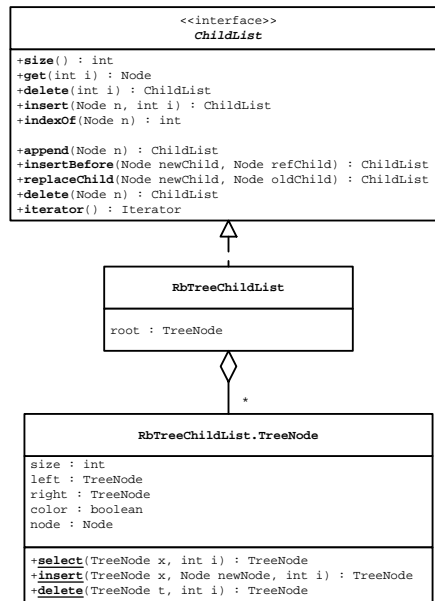 <<interface>>
ChildList
+size() : int
+get(int i) : Node
+delete(int i) : ChildList
+insert(Node n, int i) : ChildList
+indexOf(Node n) : int
+append(Node n) : ChildList
+insertBefore(Node newChild, Node refChild) : ChildList
+replaceChild(Node newChild, Node oldChild) : ChildList
+delete(Node n) : ChildList
+iterator() : Iterator
RbTreeChildList
root : TreeNode
*
RbTreeChildList.TreeNode
size : int
left : TreeNode
right : TreeNode
color : boolean
node : Node
+select(TreeNode x, int i) : TreeNode
+insert(TreeNode x, Node newNode, int i) : TreeNode
+delete(TreeNode t, int i) : TreeNode